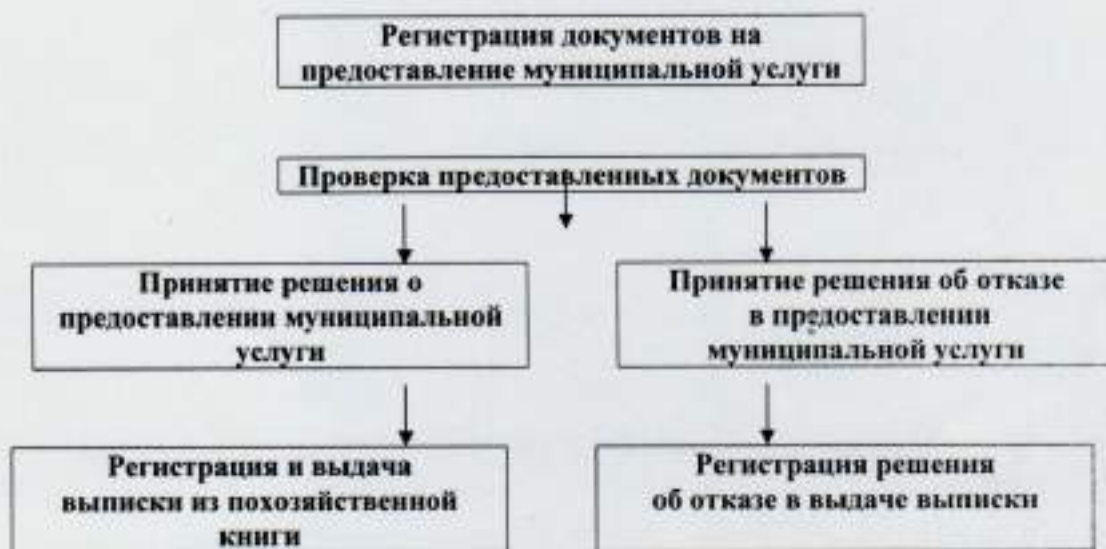 Регистрация документов на
предоставление муниципальной услуги
Проверка предоставленных документов
Принятие решения о
предоставлении муниципальной
услуги
Принятие решения об отказе
в предоставлении
муниципальной услуги
Регистрация и выдача
выписки из похозяйственной
книги
Регистрация решения
об отказе в выдаче выписки